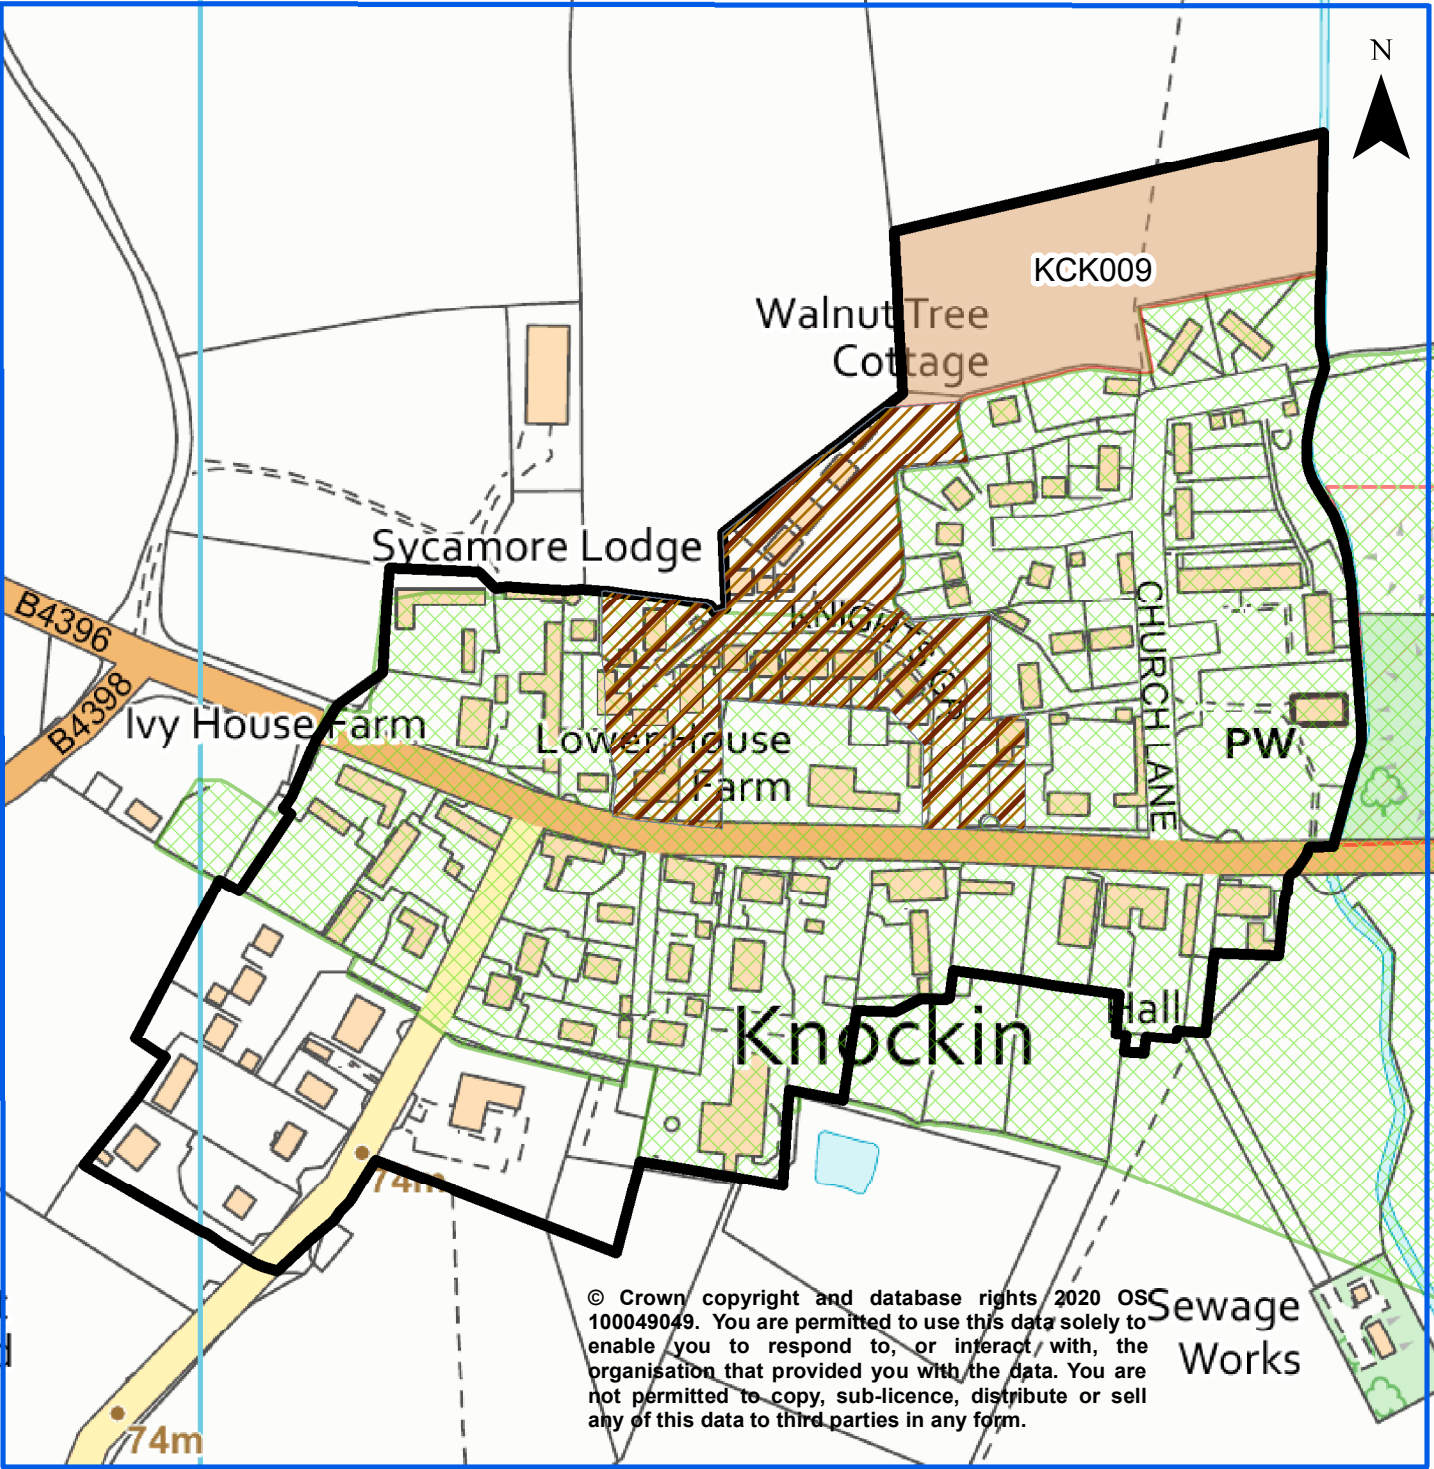 N
KCK009
Walnut Tree
Cottage
Sycamore Lodge
B4396
KNIGHTS GR
CHURCH LANE
B4398
Ivy House Farm
Lower House
Farm
PW
Hall
Knockin
74m
© Crown copyright and database rights 2020 OS
100049049. You are permitted to use this data solely to
enable you to respond to, or interact with, the
organisation that provided you with the data. You are
not permitted to copy, sub-licence, distribute or sell
any of this data to third parties in any form.
Sewage
Works
74m